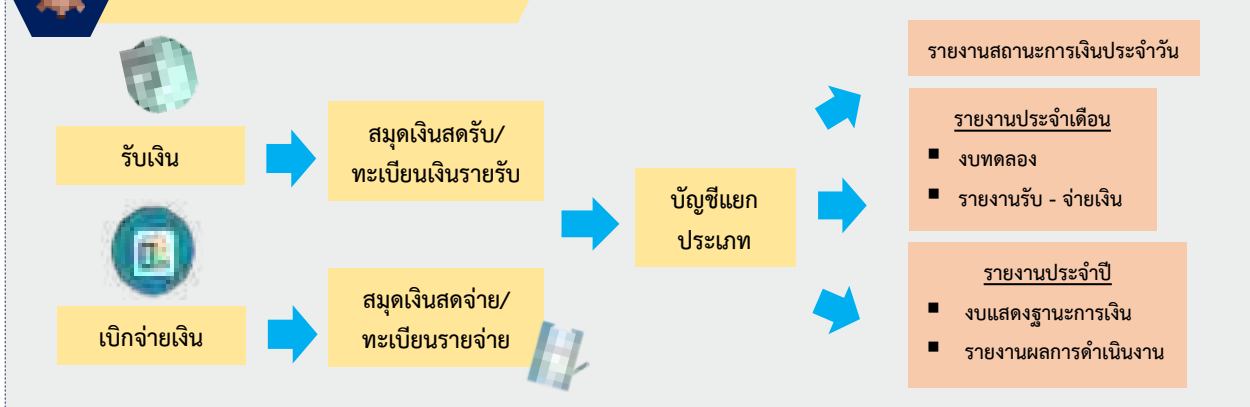 รับเงิน
สมุดเงินสดรับ/
ทะเบียนเงินรายรับ
เบิกจ่ายเงิน
สมุดเงินสดจ่าย/
ทะเบียนรายจ่าย
บัญชีแยก
ประเภท
รายงานสถานะการเงินประจำวัน
รายงานประจำเดือน
▪ งบทดลอง
▪ รายงานรับ - จ่ายเงิน
รายงานประจำปี
▪ งบแสดงฐานะการเงิน
▪ รายงานผลการดำเนินงาน